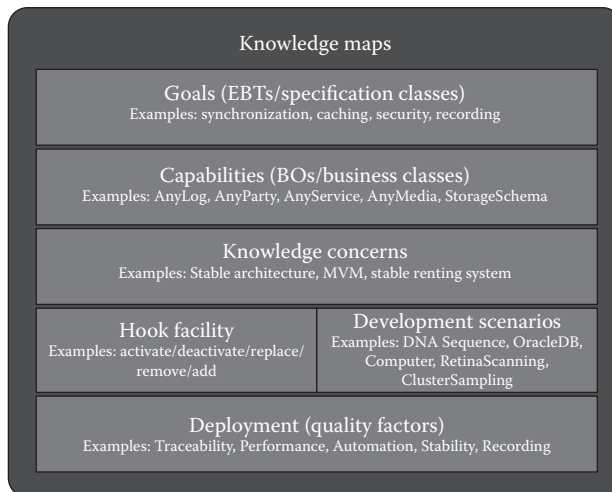 Knowledge maps
Goals (EBTs/specification classes)
Examples: synchronization, caching, security, recording
Capabilities (BOs/business classes)
Examples: AnyLog, AnyParty, AnyService, AnyMedia, StorageSchema
Knowledge concerns
Examples: Stable architecture, MVM, stable renting system
Hook facility
Examples: activate/deactivate/replace/
remove/add
Development scenarios
Examples: DNA Sequence, OracleDB,
Computer, RetinaScanning,
ClusterSampling
Deployment (quality factors)
Examples: Traceability, Performance, Automation, Stability, Recording